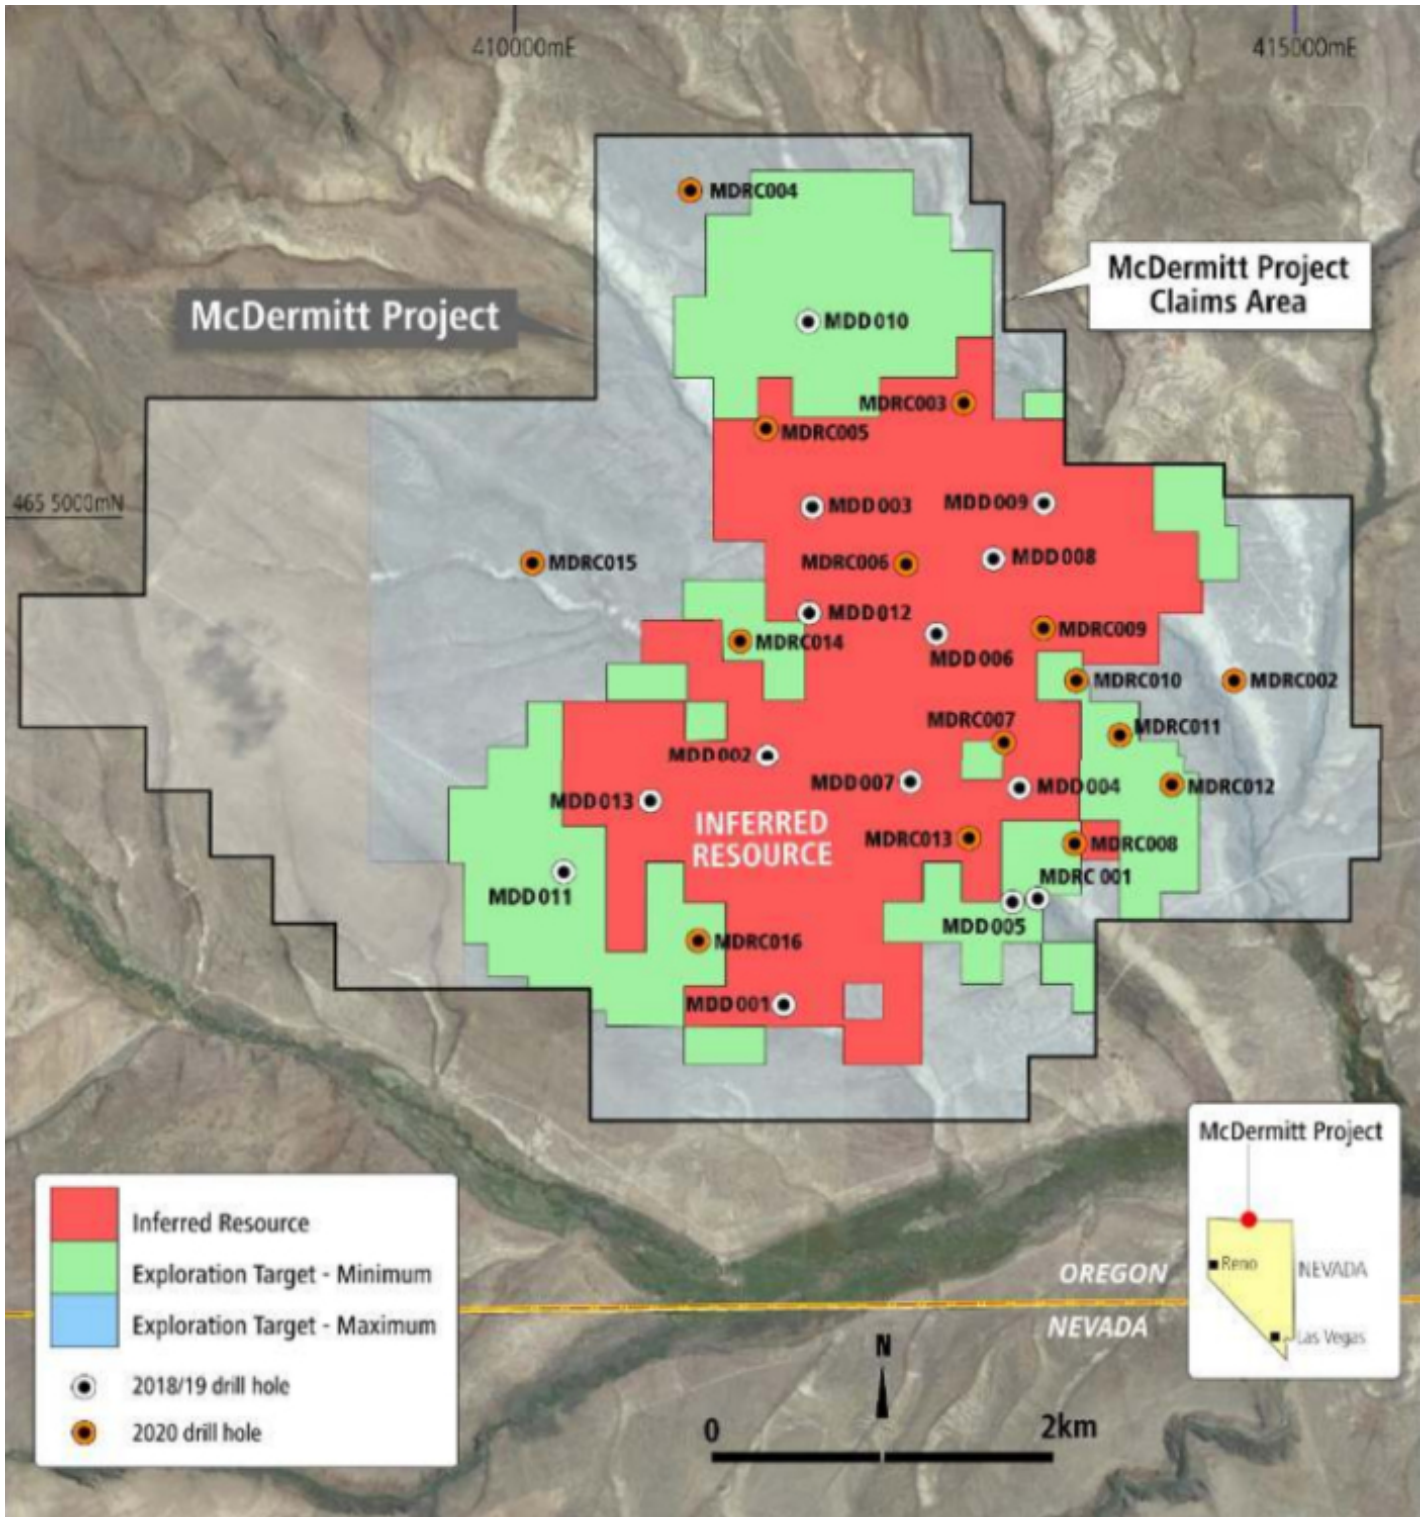 410000mE
415000mE
MDRC004
McDermitt Project
Claims Area
McDermitt Project
MDD010
MDRC003
MDRC005
465 5000mN
MDD003
MDD009
MDRC015
MDRC006
MDD008
MDD012
MDRC009
MDRC014
MDD006
MDRC010
MDRC002
MDRC007
MDRC011
MDD002
MDD007
MDD004
MDRC012
MDD013
INFERRED
RESOURCE
MDRC013
MDRC008
MDRC 001
MDD011
MDD005
MDRC016
MDD001
McDermitt Project
Reno
NEVADA
Las Vegas
Inferred Resource
Exploration Target - Minimum
Exploration Target - Maximum
2018/19 drill hole
2020 drill hole
OREGON
NEVADA
N
0
2km